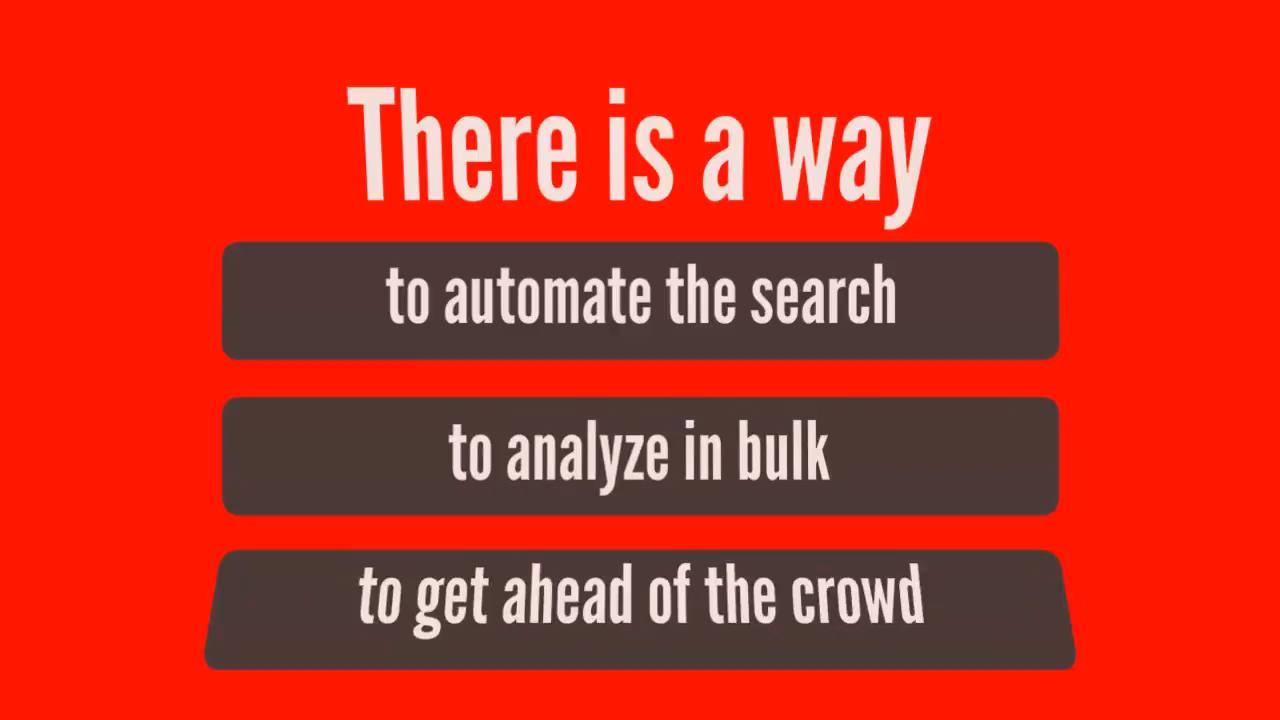 There is a way
to automate the search
to analyze in bulk
to get ahead of the crowd